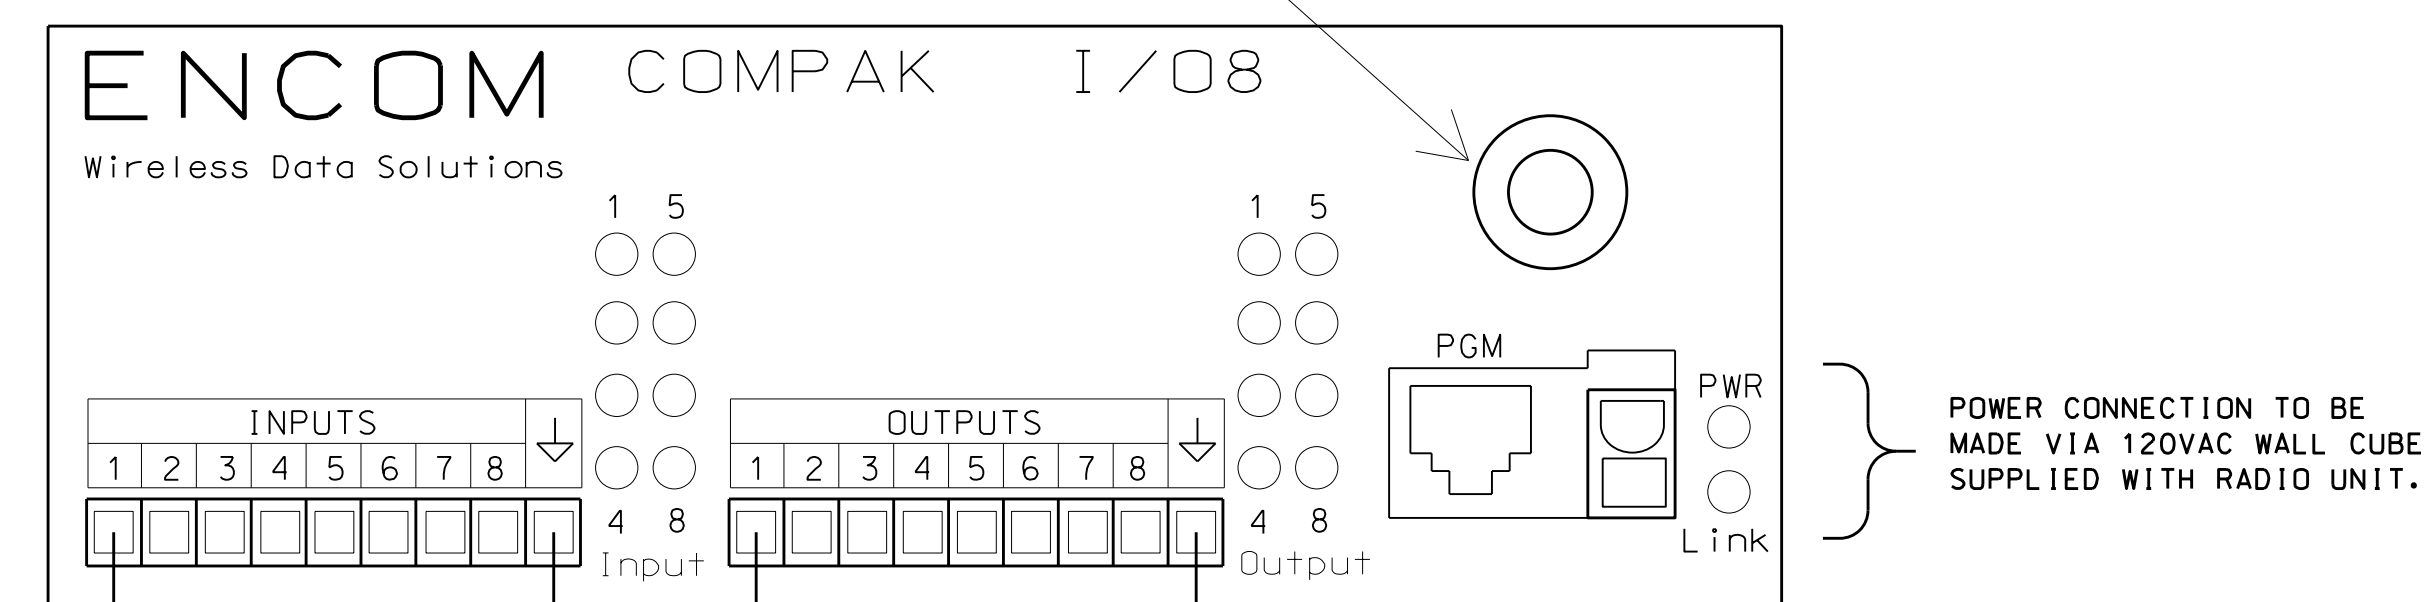 ENCOM COMPAK I/O8
Wireless Data Solutions
1 5
1 5
PGM
PWR
INPUTS
1 2 3 4 5 6 7 8
OUTPUTS
1 2 3 4 5 6 7 8
4 8
Input
4 8
Output
Link
POWER CONNECTION TO BE
MADE VIA 120VAC WALL CUBE
SUPPLIED WITH RADIO UNIT.